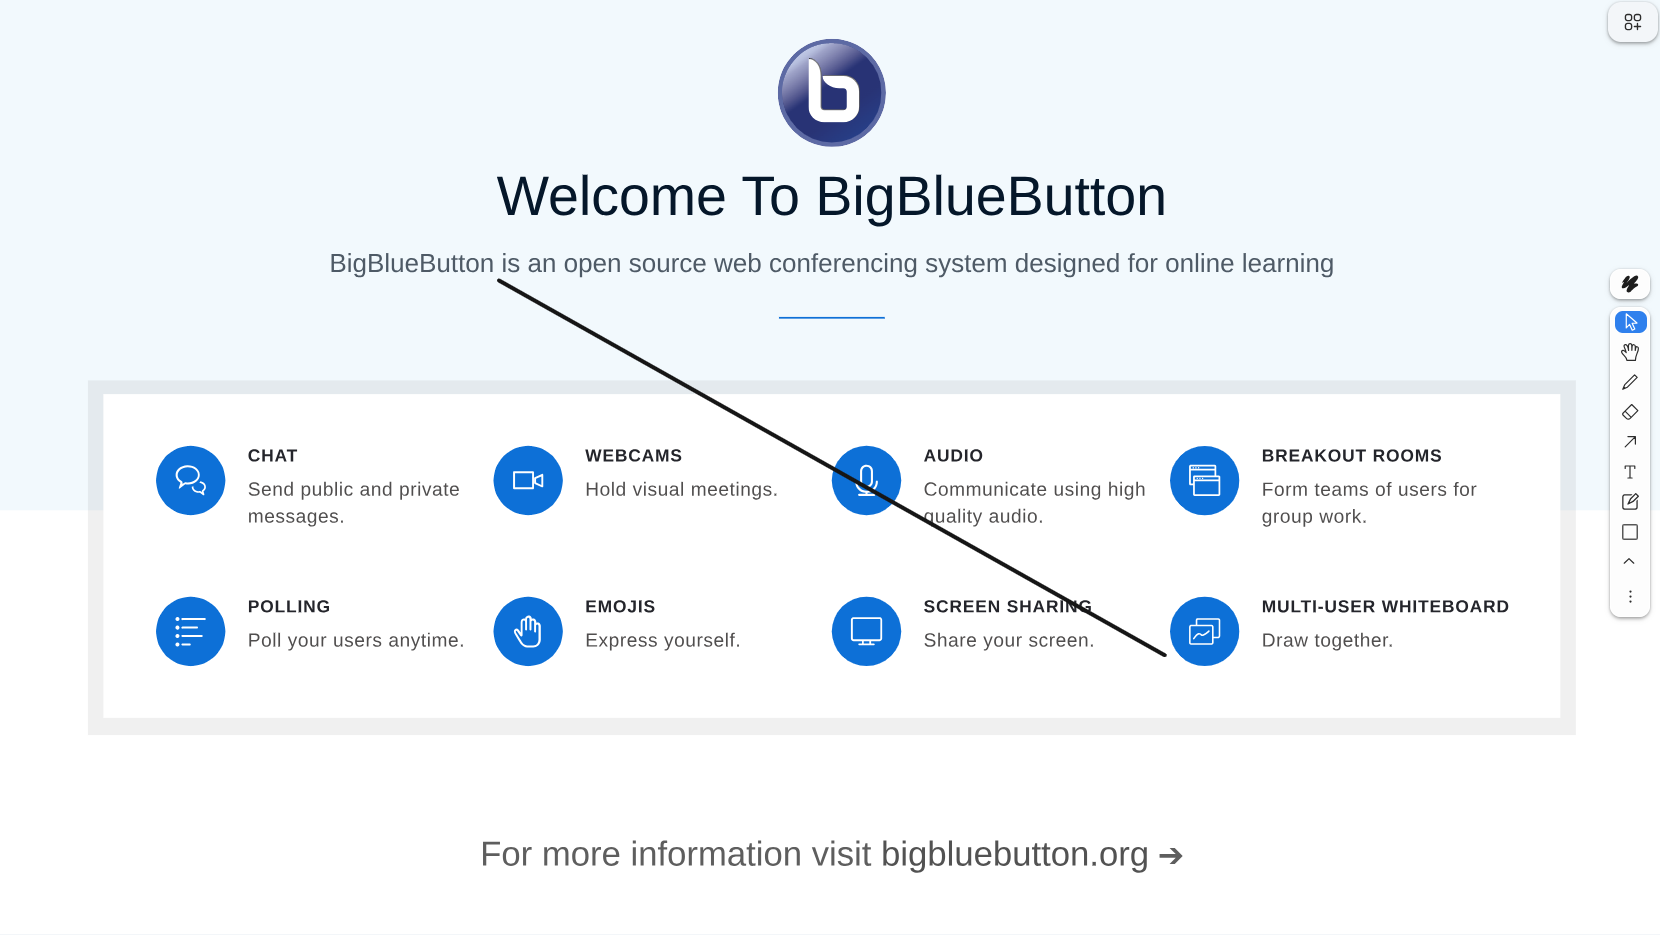 Welcome To BigBlueButton
BigBlueButton is an open source web conferencing system designed for online learning
CHAT
Send public and private
messages.
WEBCAMS
Hold visual meetings.
AUDIO
Communicate using high
quality audio.
BREAKOUT ROOMS
Form teams of users for
group work.
POLLING
Poll your users anytime.
EMOJIS
Express yourself.
SCREEN SHARING
Share your screen.
MULTI-USER WHITEBOARD
Draw together.
For more information visit bigbluebutton.org ➔